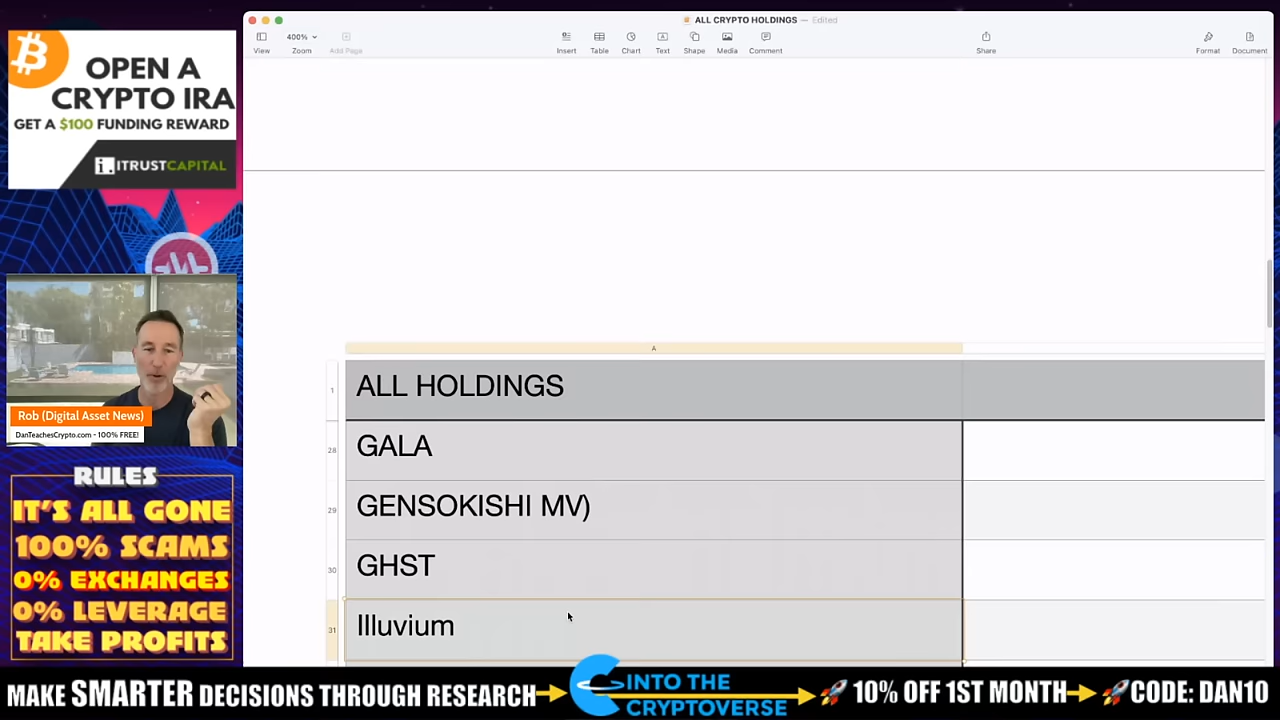 ALL CRYPTO HOLDINGS — Edited
400%
View
Zoom
Add Page
Insert
Table
Chart
Text
Shape
Media
Comment
Share
Format
Document
OPEN A
CRYPTO IRA
GET A $100 FUNDING REWARD
i. ITRUSTCAPITAL
A
1
ALL HOLDINGS
28
GALA
29
GENSOKISHI MV)
30
GHST
31
Illuvium
Rob (Digital Asset News)
DanTeachesCrypto.com - 100% FREE!
RULES
IT'S ALL GONE
100% SCAMS
0% EXCHANGES
0% LEVERAGE
TAKE PROFITS
MAKE SMARTER DECISIONS THROUGH RESEARCH
INTO THE
CRYPTOVERSE
10% OFF 1ST MONTH
CODE: DAN10